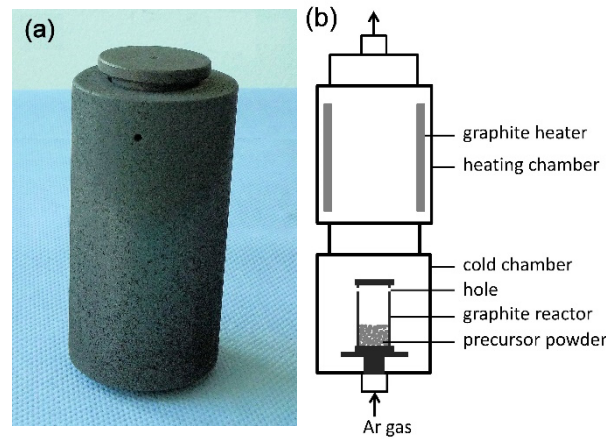 (a)
(b)
graphite heater
heating chamber
cold chamber
hole
graphite reactor
precursor powder
Ar gas